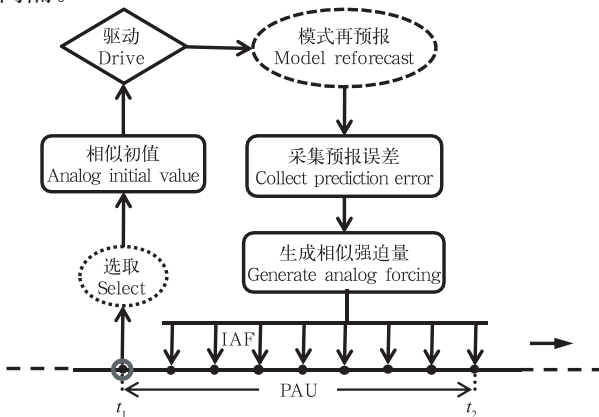 驱动
Drive
模式再预报
Model reforecast
相似初值
Analog initial value
采集预报误差
Collect prediction error
选取
Select
生成相似强迫量
Generate analog forcing
IAF
PAU
t1
t2